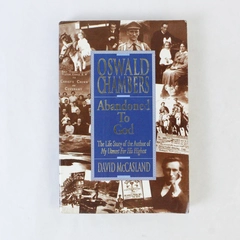 OSWALD
CHAMBERS
Abandoned
To
God
The Life Story of the Author of
My Utmost For His Highest
DAVID McCASLAND